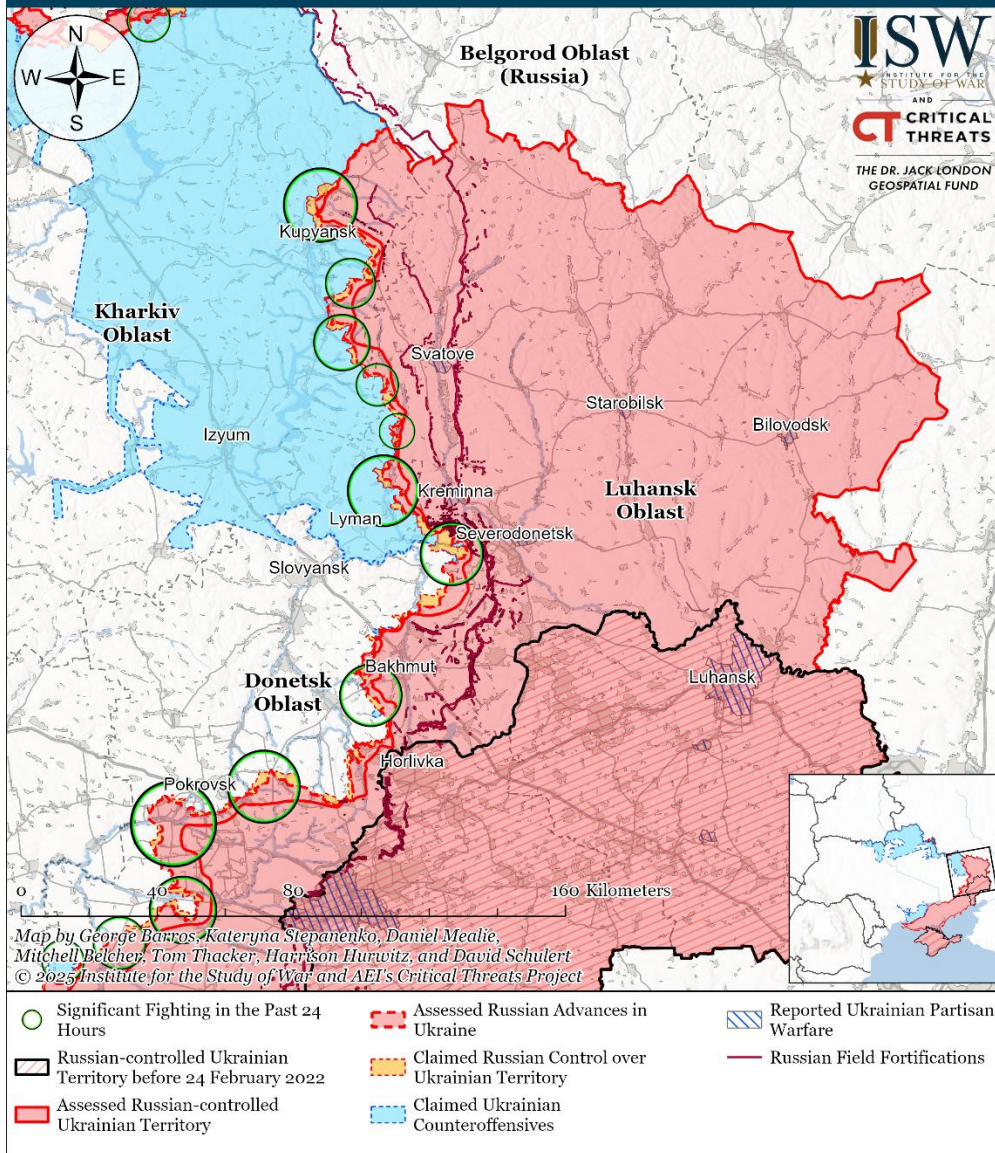 N
W E
S
Belgorod Oblast
(Russia)
ISW
INSTITUTE FOR THE
STUDY OF WAR
AND
CT CRITICAL
THREATS
THE DR. JACK LONDON
GEOSPATIAL FUND
Kupyansk
Kharkiv
Oblast
Svatove
Starobilsk
Bilovodsk
Izyum
Kreminna
Luhansk
Oblast
Lyman
Severodonetsk
Slovyansk
Bakhmut
Luhansk
Donetsk
Oblast
Horlivka
Pokrovsk
0 40 80 160 Kilometers
Map by George Barros, Kateryna Stepanenko, Daniel Mealie,
Mitchell Belcher, Tom Thacker, Harrison Hurwitz, and David Schulert
© 2025 Institute for the Study of War and AEI's Critical Threats Project
Significant Fighting in the Past 24
Hours
Russian-controlled Ukrainian
Territory before 24 February 2022
Assessed Russian-controlled
Ukrainian Territory
Assessed Russian Advances in
Ukraine
Claimed Russian Control over
Ukrainian Territory
Claimed Ukrainian
Counteroffensives
Reported Ukrainian Partisan
Warfare
Russian Field Fortifications